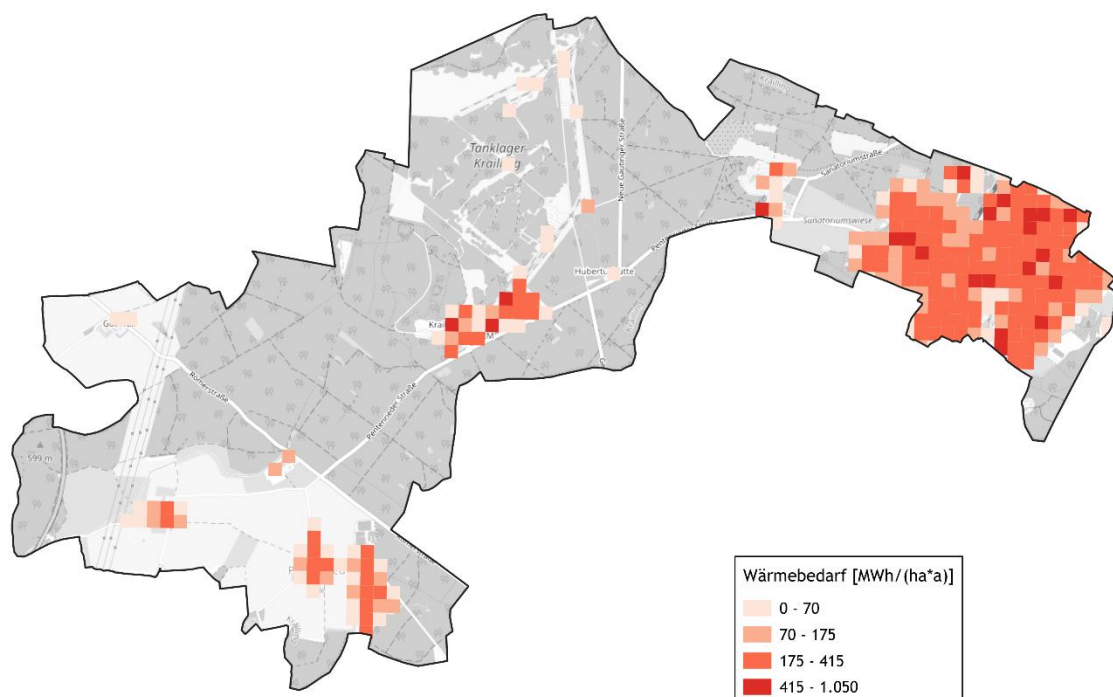 Krailling
Tanklager
Krailling
Neue Gautinger Straße
Sanatoriumstraße
Sanatoriumswiese
Römerstraße
Pentenrieder Straße
599 m
Wärmebedarf [MWh/(ha*a)]
0 - 70
70 - 175
175 - 415
415 - 1.050